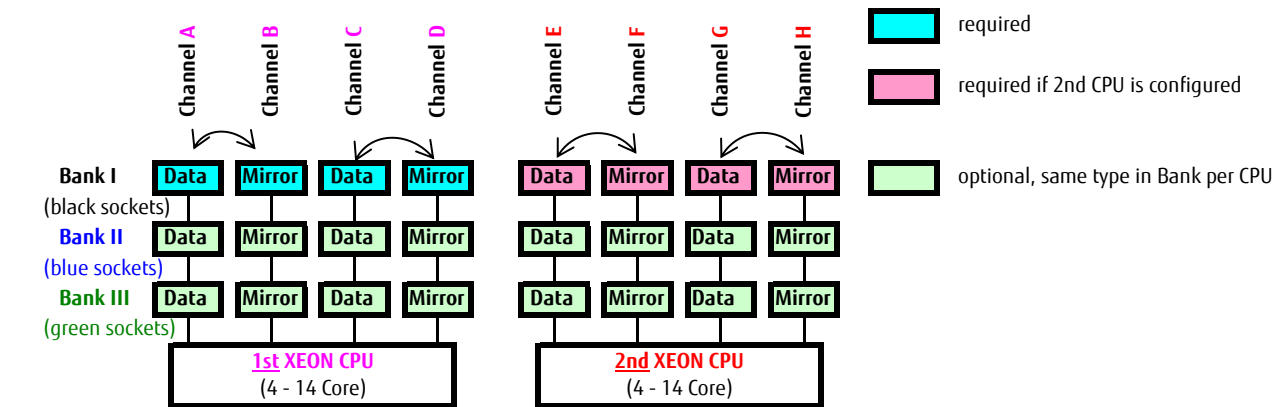 Channel A
Channel B
Channel C
Channel D
Channel E
Channel F
Channel G
Channel H
required
required if 2nd CPU is configured
optional, same type in Bank per CPU
Bank I Data Mirror Data Mirror Data Mirror Data Mirror
(black sockets)
Bank II Data Mirror Data Mirror Data Mirror Data Mirror
(blue sockets)
Bank III Data Mirror Data Mirror Data Mirror Data Mirror
(green sockets)
1st XEON CPU
(4 - 14 Core)
2nd XEON CPU
(4 - 14 Core)